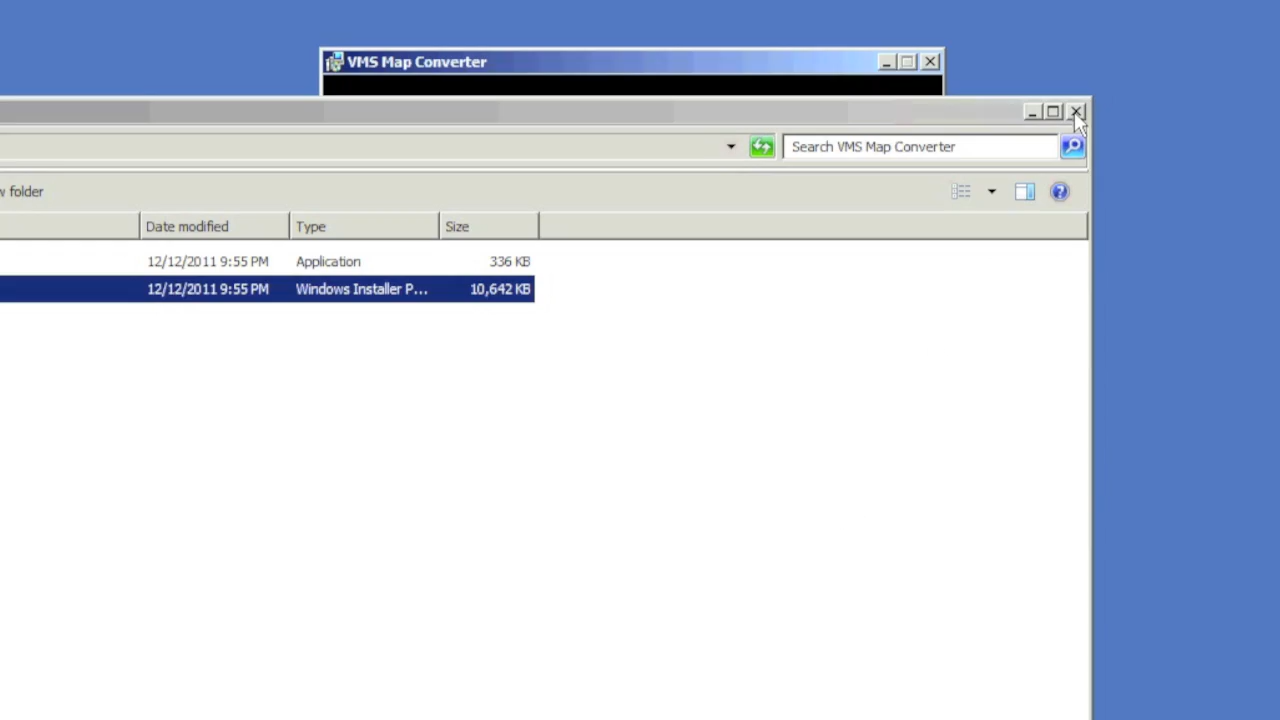 VMS Map Converter
Search VMS Map Converter
w folder
Date modified Type Size
12/12/2011 9:55 PM Application 336 KB
12/12/2011 9:55 PM Windows Installer P... 10,642 KB